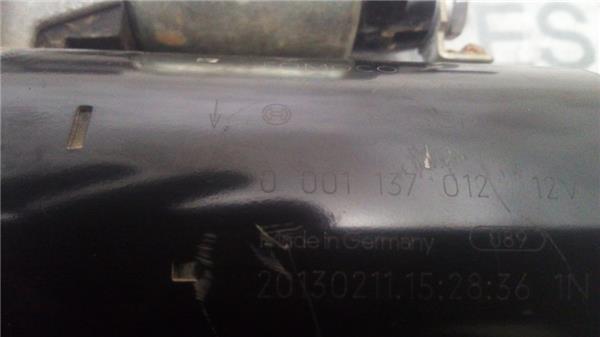 0 001 137 012 12V
Made in Germany U89
20130211.15:28:36 1N